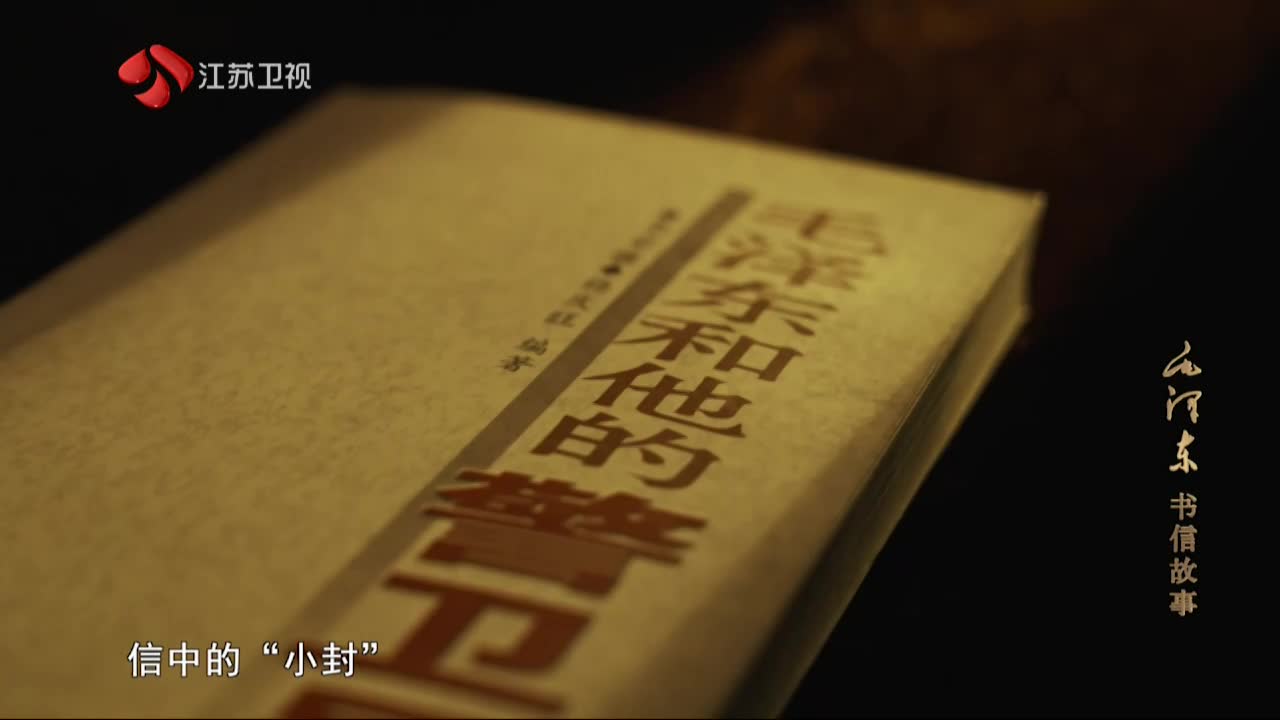 江苏卫视
毛泽东和他的警卫
编著
毛泽东
书信故事
信中的“小封”